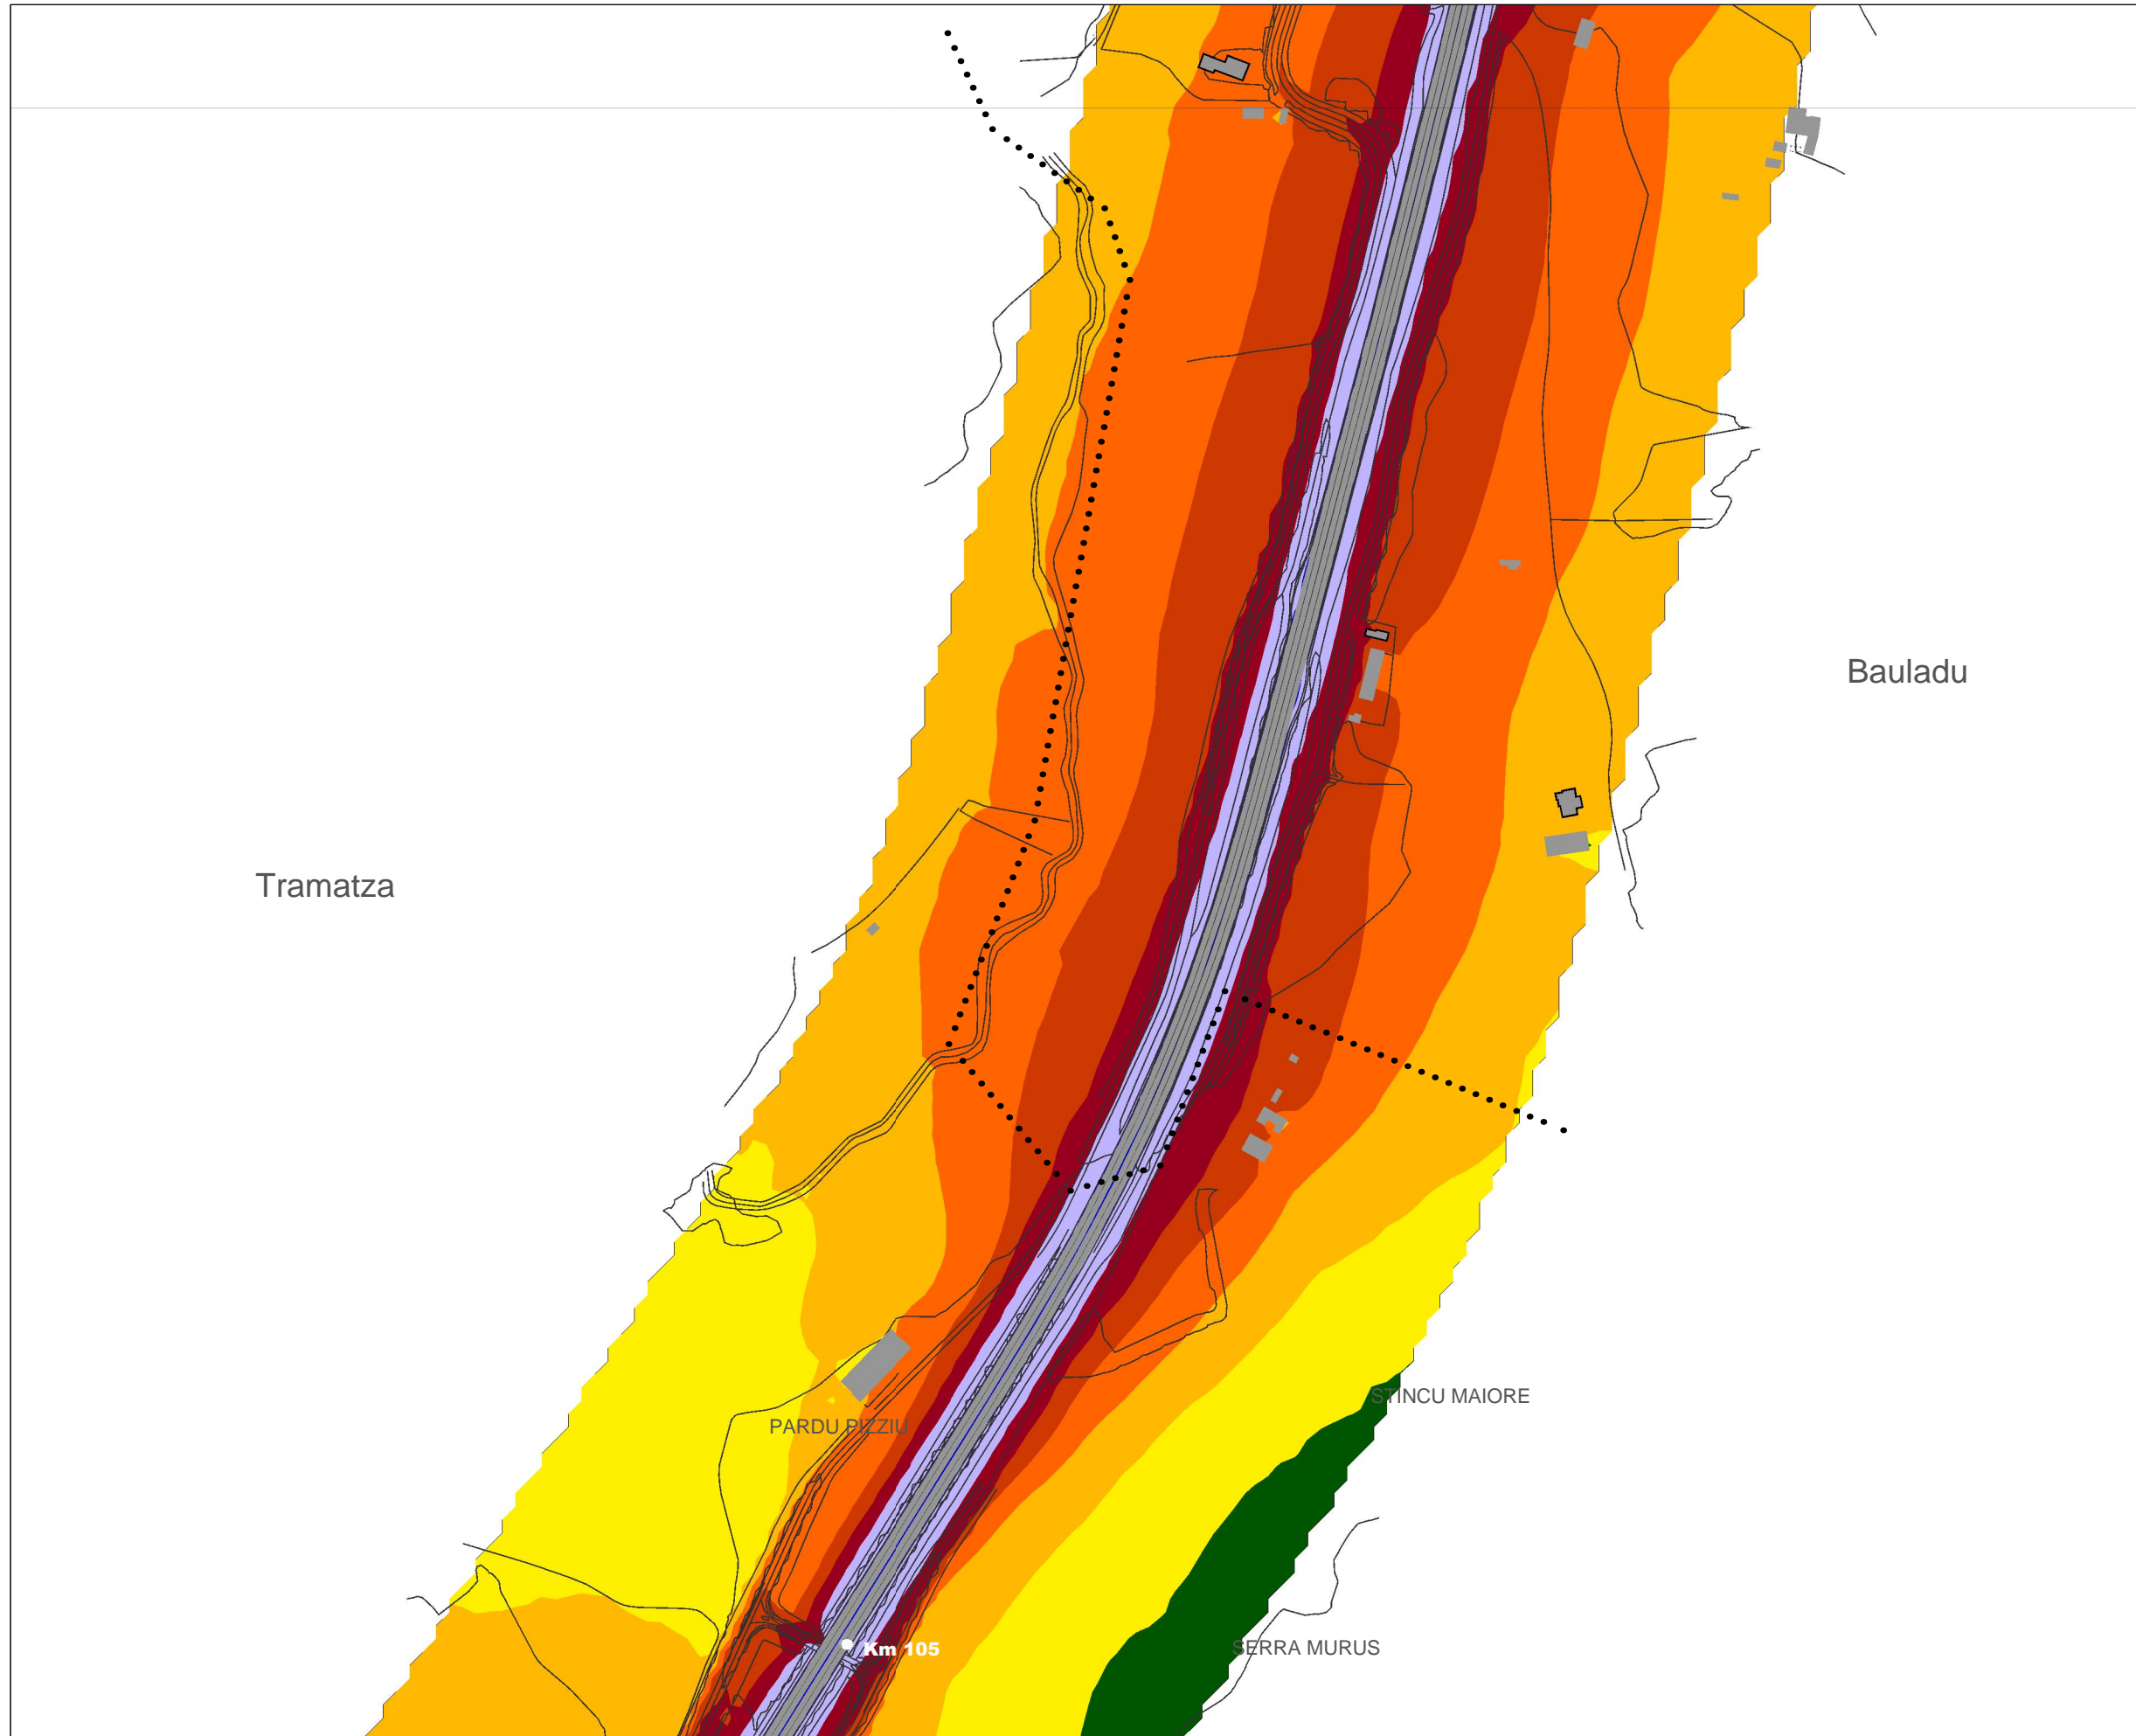 Bauladu
Tramatza
STINCU MAIORE
PARDU PIZZIU
Km 105
SERRA MURUS